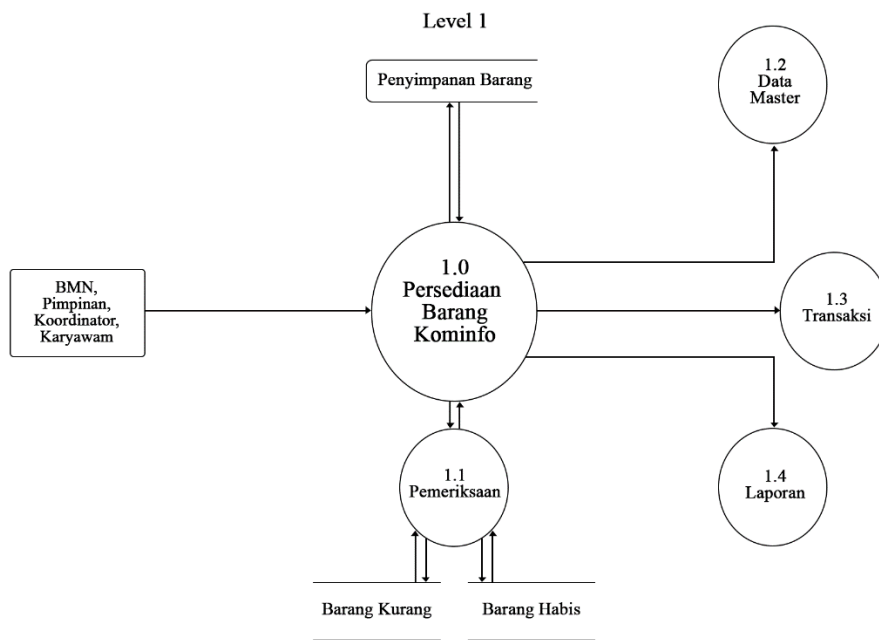 Level 1
Penyimpanan Barang
1.2
Data
Master
BMN,
Pimpinan,
Koordinator,
Karyawam
1.0
Persediaan
Barang
Kominfo
1.3
Transaksi
1.1
Pemeriksaan
1.4
Laporan
Barang Kurang
Barang Habis